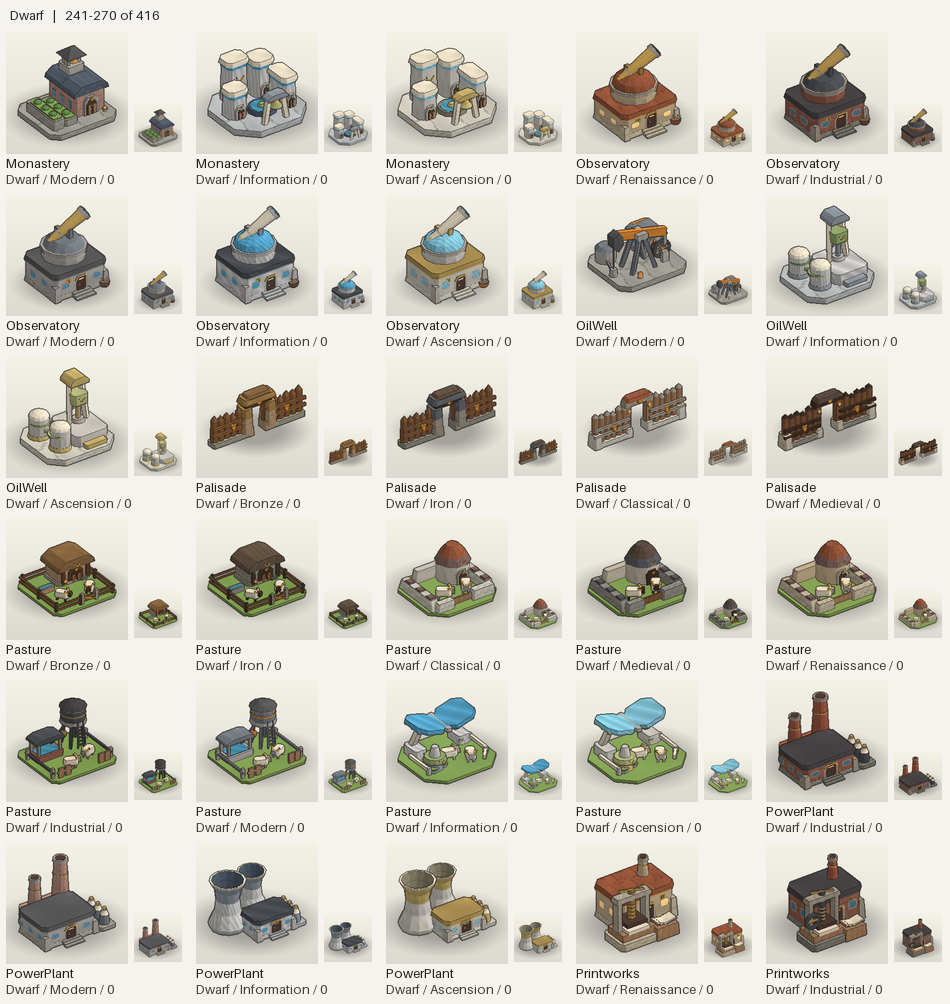 Dwarf | 241-270 of 416
Monastery
Dwarf / Modern / 0
Monastery
Dwarf / Information / 0
Monastery
Dwarf / Ascension / 0
Observatory
Dwarf / Renaissance / 0
Observatory
Dwarf / Industrial / 0
Observatory
Dwarf / Modern / 0
Observatory
Dwarf / Information / 0
Observatory
Dwarf / Ascension / 0
OilWell
Dwarf / Modern / 0
OilWell
Dwarf / Information / 0
OilWell
Dwarf / Ascension / 0
Palisade
Dwarf / Bronze / 0
Palisade
Dwarf / Iron / 0
Palisade
Dwarf / Classical / 0
Palisade
Dwarf / Medieval / 0
Pasture
Dwarf / Bronze / 0
Pasture
Dwarf / Iron / 0
Pasture
Dwarf / Classical / 0
Pasture
Dwarf / Medieval / 0
Pasture
Dwarf / Renaissance / 0
Pasture
Dwarf / Industrial / 0
Pasture
Dwarf / Modern / 0
Pasture
Dwarf / Information / 0
Pasture
Dwarf / Ascension / 0
PowerPlant
Dwarf / Industrial / 0
PowerPlant
Dwarf / Modern / 0
PowerPlant
Dwarf / Information / 0
PowerPlant
Dwarf / Ascension / 0
Printworks
Dwarf / Renaissance / 0
Printworks
Dwarf / Industrial / 0